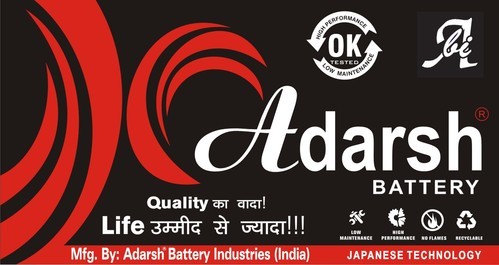 HIGH PERFORMANCE
OK
TESTED
LOW MAINTENANCE
Abi
Adarsh®
BATTERY
Quality का वादा!
Life उम्मीद से ज्यादा!!!
LOW MAINTENANCE
HIGH PERFORMANCE
NO FLAMES
RECYCLABLE
Mfg. By: Adarsh® Battery Industries (India)
JAPANESE TECHNOLOGY